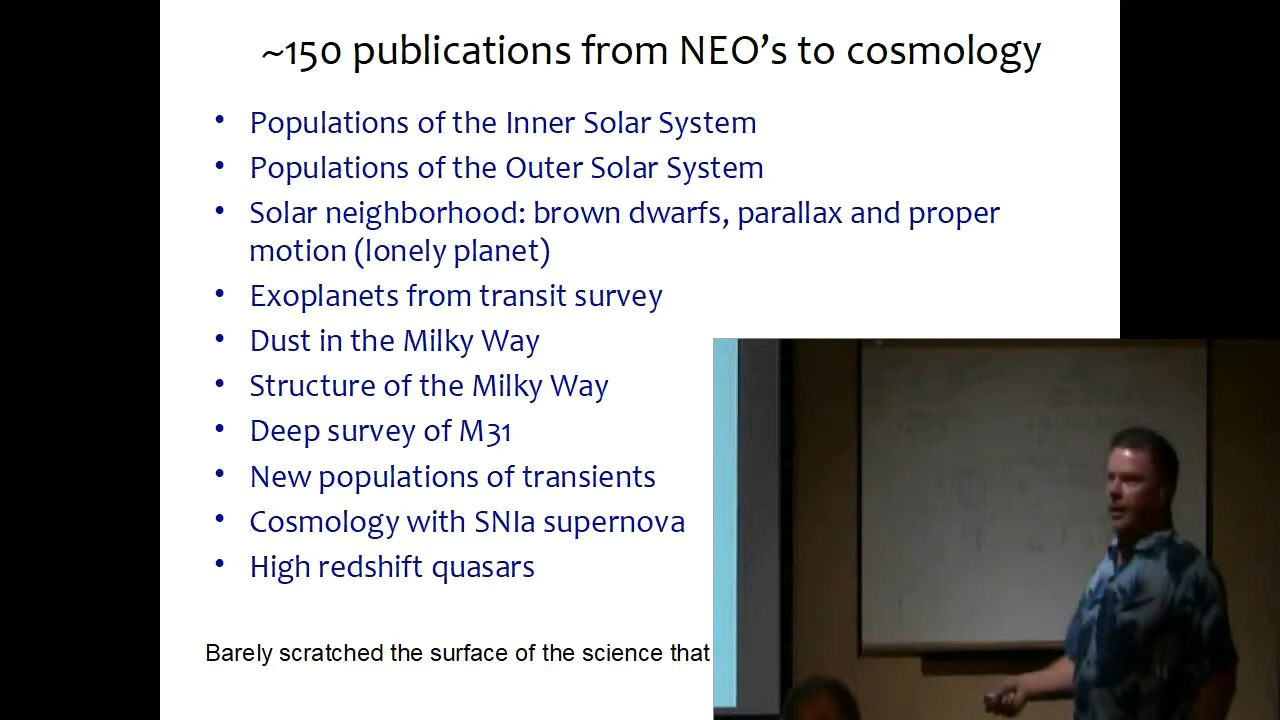 ~150 publications from NEO’s to cosmology
• Populations of the Inner Solar System
• Populations of the Outer Solar System
• Solar neighborhood: brown dwarfs, parallax and proper
motion (lonely planet)
• Exoplanets from transit survey
• Dust in the Milky Way
• Structure of the Milky Way
• Deep survey of M31
• New populations of transients
• Cosmology with SNIa supernova
• High redshift quasars
Barely scratched the surface of the science that